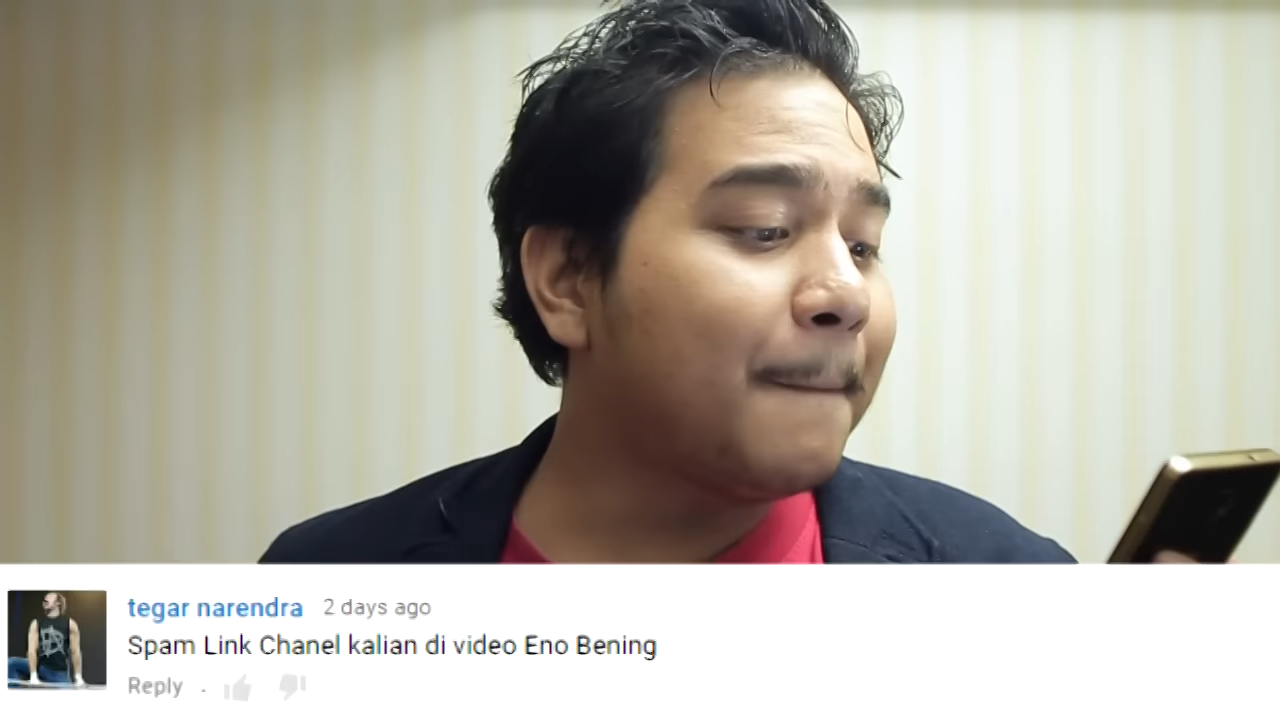 tegar narendra 2 days ago
Spam Link Chanel kalian di video Eno Bening
Reply .